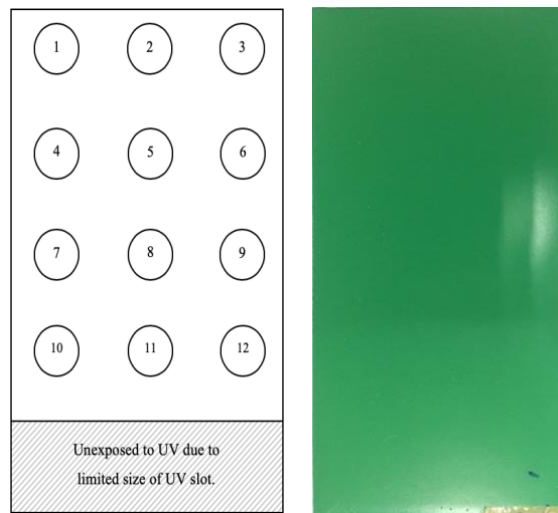 1 2 3
4 5 6
7 8 9
10 11 12
Unexposed to UV due to
limited size of UV slot.